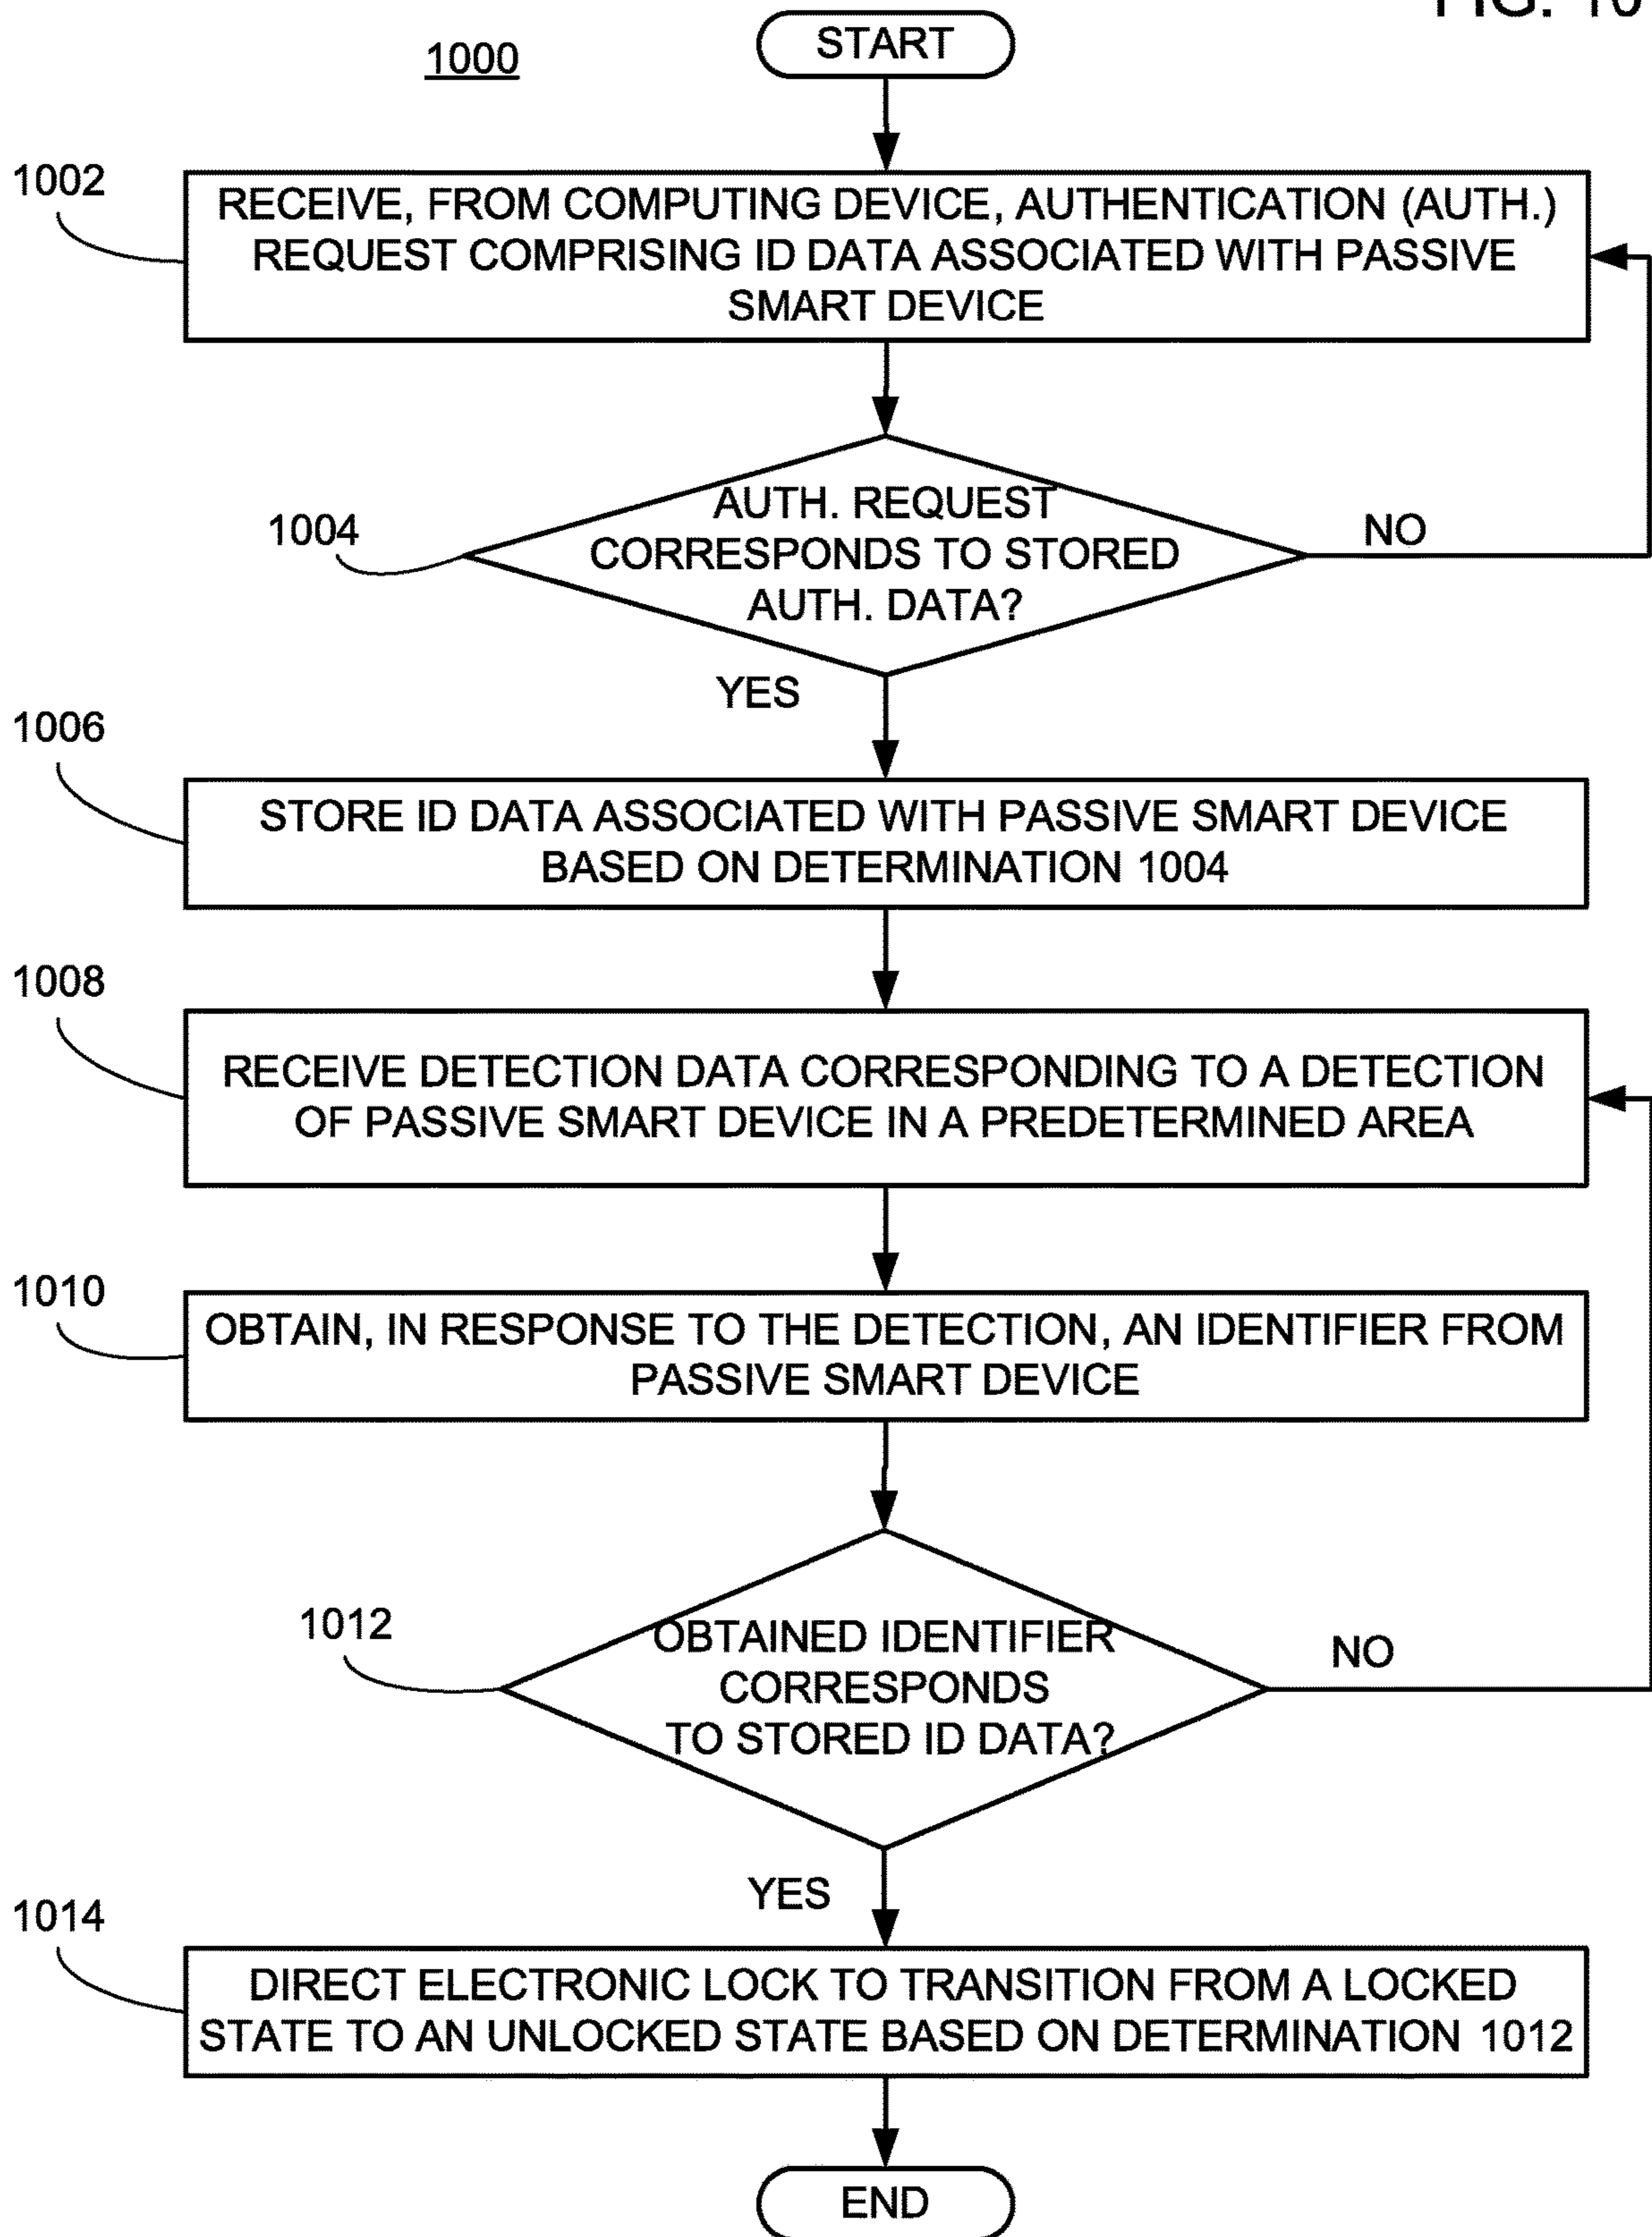 FIG. 10
1000
START
1002
RECEIVE, FROM COMPUTING DEVICE, AUTHENTICATION (AUTH.)
REQUEST COMPRISING ID DATA ASSOCIATED WITH PASSIVE
SMART DEVICE
1004
AUTH. REQUEST
CORRESPONDS TO STORED
AUTH. DATA?
NO
YES
1006
STORE ID DATA ASSOCIATED WITH PASSIVE SMART DEVICE
BASED ON DETERMINATION 1004
1008
RECEIVE DETECTION DATA CORRESPONDING TO A DETECTION
OF PASSIVE SMART DEVICE IN A PREDETERMINED AREA
1010
OBTAIN, IN RESPONSE TO THE DETECTION, AN IDENTIFIER FROM
PASSIVE SMART DEVICE
1012
OBTAINED IDENTIFIER
CORRESPONDS
TO STORED ID DATA?
NO
YES
1014
DIRECT ELECTRONIC LOCK TO TRANSITION FROM A LOCKED
STATE TO AN UNLOCKED STATE BASED ON DETERMINATION 1012
END